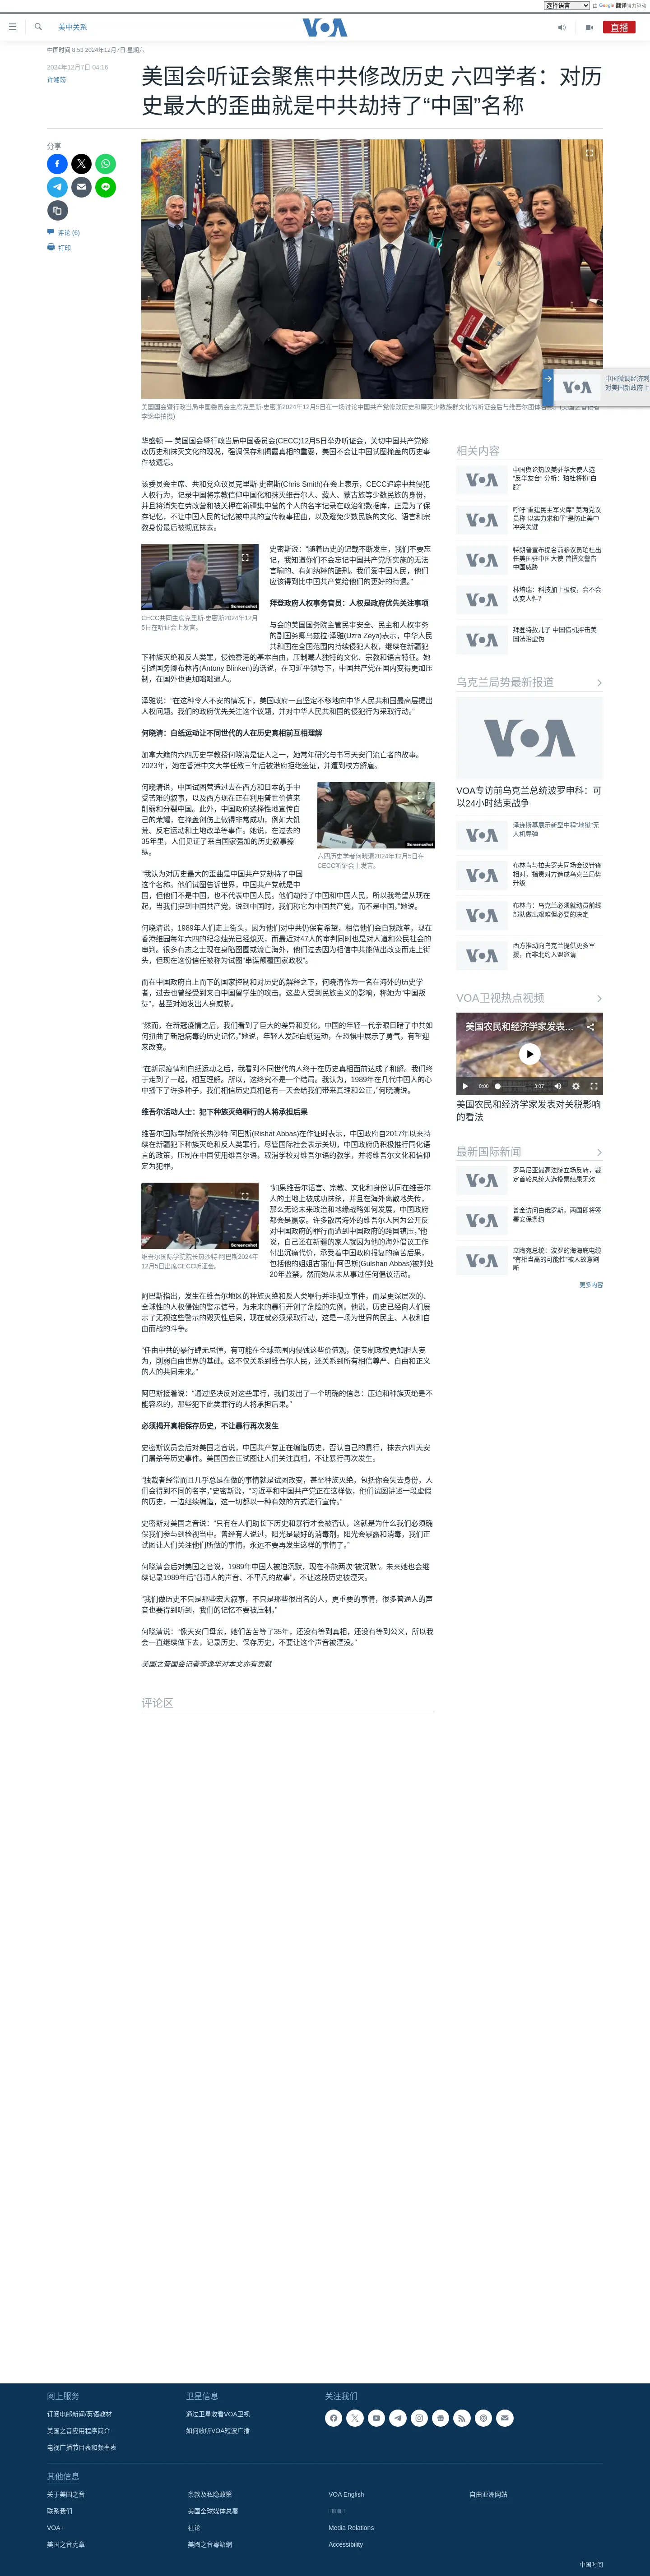 选择语言
由 Google 翻译强力驱动
美中关系
VOA
直播
中国时间 8:53 2024年12月7日 星期六
2024年12月7日 04:16
许湘筠
美国会听证会聚焦中共修改历史 六四学者：对历
史最大的歪曲就是中共劫持了“中国”名称
分享
评论 (6)
打印
美国国会暨行政当局中国委员会主席克里斯·史密斯2024年12月5日在一场讨论中国共产党修改历史和磨灭少数族群文化的听证会后与维吾尔团体合影。(美国之音记者
李逸华拍摄)
中国微调经济刺
对美国新政府上
华盛顿 — 美国国会暨行政当局中国委员会(CECC)12月5日举办听证会，关切中国共产党修
改历史和抹灭文化的现况，强调保存和揭露真相的重要，美国不会让中国试图掩盖的历史事
件被遗忘。
该委员会主席、共和党众议员克里斯·史密斯(Chris Smith)在会上表示，CECC追踪中共侵犯
人权行为，记录中国将宗教信仰中国化和抹灭维吾尔人、藏人、蒙古族等少数民族的身份，
并且将消失在劳改营和被关押在新疆集中营的个人的名字记录在政治犯数据库，是为了保存
记忆，不让中国人民的记忆被中共的宣传叙事扭曲，以及避免少数民族的文化、语言和宗
教身份最后被彻底抹去。
Screenshot
CECC共同主席克里斯·史密斯2024年12月
5日在听证会上发言。
史密斯说：“随着历史的记载不断发生，我们不要忘
记，我知道你们不会忘记中国共产党所实施的无法
言喻的、有如纳粹的酷刑。我们爱中国人民，他们
应该得到比中国共产党给他们的更好的待遇。”
拜登政府人权事务官员：人权是政府优先关注事项
与会的美国国务院主管民事安全、民主和人权事务
的副国务卿乌兹拉·泽雅(Uzra Zeya)表示，中华人民
共和国在全国范围内持续侵犯人权，继续在新疆犯
下种族灭绝和反人类罪，侵蚀香港的基本自由，压制藏人独特的文化、宗教和语言特征。她
引述国务卿布林肯(Antony Blinken)的话说，在习近平领导下，中国共产党在国内变得更加压
制，在国外也更加咄咄逼人。
泽雅说：“在这种令人不安的情况下，美国政府一直坚定不移地向中华人民共和国最高层提出
人权问题。我们的政府优先关注这个议题，并对中华人民共和国的侵犯行为采取行动。”
何晓清：白纸运动让不同世代的人在历史真相前互相理解
加拿大籍的六四历史学教授何晓清是证人之一，她常年研究与书写天安门流亡者的故事。
2023年，她在香港中文大学任教三年后被港府拒绝签证，并遭到校方解雇。
何晓清说，中国试图营造过去在西方和日本的手中
受苦难的叙事，以及西方现在正在利用普世价值来
削弱和分裂中国。此外，中国政府选择性地宣传自
己的荣耀，在掩盖创伤上做得非常成功，例如大饥
荒、反右运动和土地改革等事件。她说，在过去的
35年里，人们见证了来自国家强加的历史叙事操
纵。
Screenshot
六四历史学者何晓清2024年12月5日在
CECC听证会上发言。
“我认为对历史最大的歪曲是中国共产党劫持了中国
这个名称。他们试图告诉世界，中国共产党就是中
国，但他们不是中国，也不代表中国人民。他们劫持了中国和中国人民，所以我希望从现在
起，当我们提到中国共产党，说到中国时，我们称它为中国共产党，而不是中国，”她说。
何晓清说，1989年人们走上街头，因为他们对中共仍保有希望，相信他们会自我改革。现在
香港维园每年六四的纪念烛光已经熄灭，而最近对47人的审判同时也是对人道和公民社会的
审判。很多有志之士现在身陷囹圄或流亡海外，他们过去因为相信中共能做出改变而走上街
头，但现在这份信任被称为试图“串谋颠覆国家政权”。
而在中国政府自上而下的国家控制和对历史的解释之下，何晓清作为一名在海外的历史学
者，过去也曾经受到来自中国留学生的攻击。这些人受到民族主义的影响，称她为“中国叛
徒”，甚至对她发出人身威胁。
“然而，在新冠疫情之后，我们看到了巨大的差异和变化，中国的年轻一代亲眼目睹了中共如
何扭曲了新冠病毒的历史记忆，”她说，年轻人发起白纸运动，在恐惧中展示了勇气，有望迎
来改变。
“在新冠疫情和白纸运动之后，我看到不同世代的人终于在历史真相面前达成了和解。我们终
于走到了一起，相互理解。所以，这终究不是一个结局。我认为，1989年在几代中国人的心
中播下了许多种子，我们相信历史真相总有一天会给我们带来真理和公正，”何晓清说。
维吾尔活动人士：犯下种族灭绝罪行的人将承担后果
维吾尔国际学院院长热沙特·阿巴斯(Rishat Abbas)在作证时表示，中国政府自2017年以来持
续在新疆犯下种族灭绝和反人类罪行，尽管国际社会表示关切，中国政府仍积极推行同化语
言的政策，压制在中国使用维吾尔语，取消学校对维吾尔语的教学，并将维吾尔文化和信仰
定为犯罪。
Screenshot
维吾尔国际学院院长热沙特·阿巴斯2024年
12月5日出席CECC听证会。
“如果维吾尔语言、宗教、文化和身份认同在维吾尔
人的土地上被成功抹杀，并且在海外离散地失传，
那么无论未来政治和地缘战略如何发展，中国政府
都会是赢家。许多散居海外的维吾尔人因为公开反
对中国政府的罪行而遭到中国政府的跨国镇压，”他
说，自己还在新疆的家人就因为他的海外倡议工作
付出沉痛代价，承受着中国政府报复的痛苦后果，
包括他的姐姐古丽仙·阿巴斯(Gulshan Abbas)被判处
20年监禁，然而她从未从事过任何倡议活动。
阿巴斯指出，发生在维吾尔地区的种族灭绝和反人类罪行并非孤立事件，而是更深层次的、
全球性的人权侵蚀的警示信号，为未来的暴行开创了危险的先例。他说，历史已经向人们展
示了无视这些警示的毁灭性后果，现在就必须采取行动，这是一场为世界的民主、人权和自
由而战的斗争。
“任由中共的暴行肆无忌惮，有可能在全球范围内侵蚀这些价值观，使专制政权更加胆大妄
为，削弱自由世界的基础。这不仅关系到维吾尔人民，还关系到所有相信尊严、自由和正义
的人的共同未来。”
阿巴斯接着说：“通过坚决反对这些罪行，我们发出了一个明确的信息：压迫和种族灭绝是不
能容忍的，那些犯下此类罪行的人将承担后果。”
必须揭开真相保存历史，不让暴行再次发生
史密斯议员会后对美国之音说，中国共产党正在编造历史，否认自己的暴行，抹去六四天安
门屠杀等历史事件。美国国会正试图让人们关注真相，不让暴行再次发生。
“独裁者经常而且几乎总是在做的事情就是试图改变，甚至种族灭绝，包括你会失去身份，人
们会得到不同的名字，”史密斯说，“习近平和中国共产党正在这样做，他们试图讲述一段虚假
的历史，一边继续编造，这一切都以一种有效的方式进行宣传。”
史密斯对美国之音说：“只有在人们助长下历史和暴行才会被否认，这就是为什么我们必须确
保我们参与到检视当中。曾经有人说过，阳光是最好的消毒剂。阳光会暴露和消毒，我们正
试图让人们关注他们所做的事情。永远不要再发生这样的事情了。”
何晓清会后对美国之音说，1989年中国人被迫沉默，现在不能再次“被沉默”。未来她也会继
续记录1989年后“普通人的声音、不平凡的故事”，不让这段历史被湮灭。
“我们做历史不只是那些宏大叙事，不只是那些很出名的人，更重要的事情，很多普通人的声
音也要得到听到，我们的记忆不要被压制。”
何晓清说：“像天安门母亲，她们苦苦等了35年，还没有等到真相，还没有等到公义，所以我
会一直继续做下去，记录历史、保存历史，不要让这个声音被湮没。”
美国之音国会记者李逸华对本文亦有贡献
评论区
相关内容
中国舆论热议美驻华大使人选
“反华友台” 分析：珀杜将扮“白
脸”
呼吁“重建民主军火库” 美两党议
员称“以实力求和平”是防止美中
冲突关键
特朗普宣布提名前参议员珀杜出
任美国驻中国大使 曾撰文警告
中国威胁
林培瑞：科技加上极权，会不会
改变人性？
拜登特赦儿子 中国借机抨击美
国法治虚伪
乌克兰局势最新报道
VOA专访前乌克兰总统波罗申科：可
以24小时结束战争
泽连斯基展示新型中程“地狱”无
人机导弹
布林肯与拉夫罗夫同场会议针锋
相对，指责对方造成乌克兰局势
升级
布林肯：乌克兰必须就动员前线
部队做出艰难但必要的决定
西方推动向乌克兰提供更多军
援，而非北约入盟邀请
VOA卫视热点视频
美国农民和经济学家发表…
0:00
3:07
美国农民和经济学家发表对关税影响
的看法
最新国际新闻
罗马尼亚最高法院立场反转，裁
定首轮总统大选投票结果无效
普金访问白俄罗斯，两国即将签
署安保条约
立陶宛总统：波罗的海海底电缆
“有相当高的可能性”被人故意割
断
更多内容
网上服务
订阅电邮新闻/英语教材
美国之音应用程序简介
电视广播节目表和频率表
卫星信息
通过卫星收看VOA卫视
如何收听VOA短波广播
关注我们
其他信息
关于美国之音
联系我们
VOA+
美国之音宪章
条款及私隐政策
美国全球媒体总署
社论
美國之音粵語網
VOA English
Media Relations
Accessibility
自由亚洲网站
中国时间